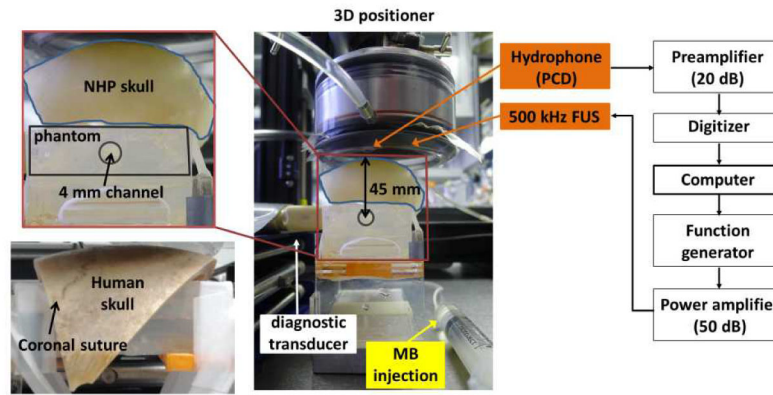 3D positioner
NHP skull
phantom
4 mm channel
Human
skull
Coronal suture
45 mm
diagnostic
transducer
MB
injection
Hydrophone
(PCD)
500 kHz FUS
Preamplifier
(20 dB)
Digitizer
Computer
Function
generator
Power amplifier
(50 dB)